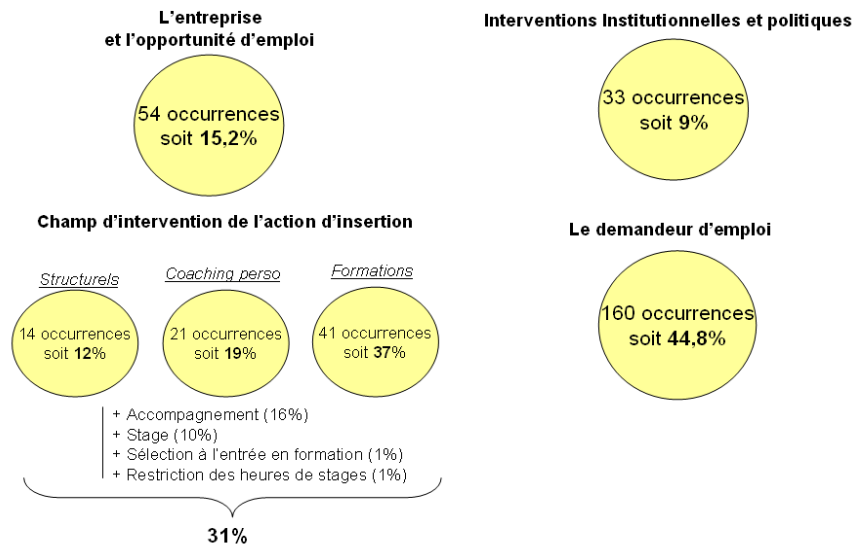 L'entreprise
et l'opportunité d'emploi
54 occurrences
soit 15,2%
Interventions Institutionnelles et politiques
33 occurrences
soit 9%
Champ d'intervention de l'action d'insertion
Structurels
14 occurrences
soit 12%
Coaching perso
21 occurrences
soit 19%
Formations
41 occurrences
soit 37%
+ Accompagnement (16%)
+ Stage (10%)
+ Sélection à l'entrée en formation (1%)
+ Restriction des heures de stages (1%)
31%
Le demandeur d'emploi
160 occurrences
soit 44,8%